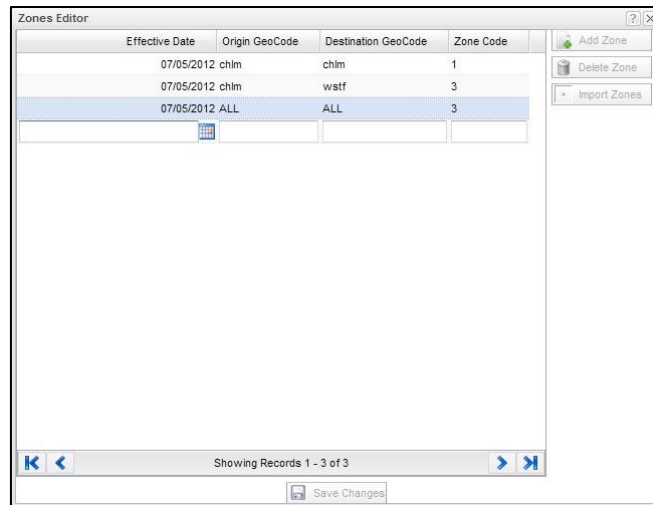 Zones Editor
Effective Date Origin GeoCode Destination GeoCode Zone Code
07/05/2012 chlm chlm 1
07/05/2012 chlm wstf 3
07/05/2012 ALL ALL 3
Add Zone
Delete Zone
Import Zones
Showing Records 1 - 3 of 3
Save Changes